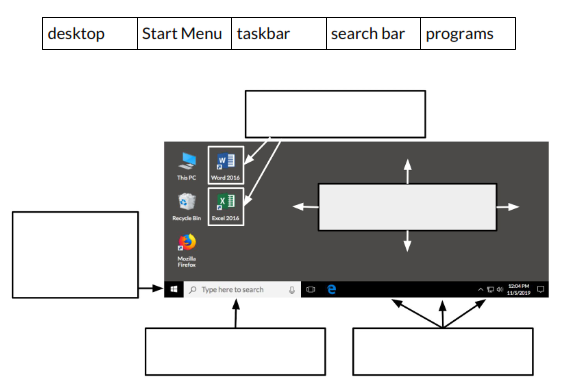 desktop Start Menu taskbar search bar programs
This PC Word 2016
Recycle Bin Excel 2016
Mozilla
Firefox
Type here to search
12:04 PM
11/5/2019